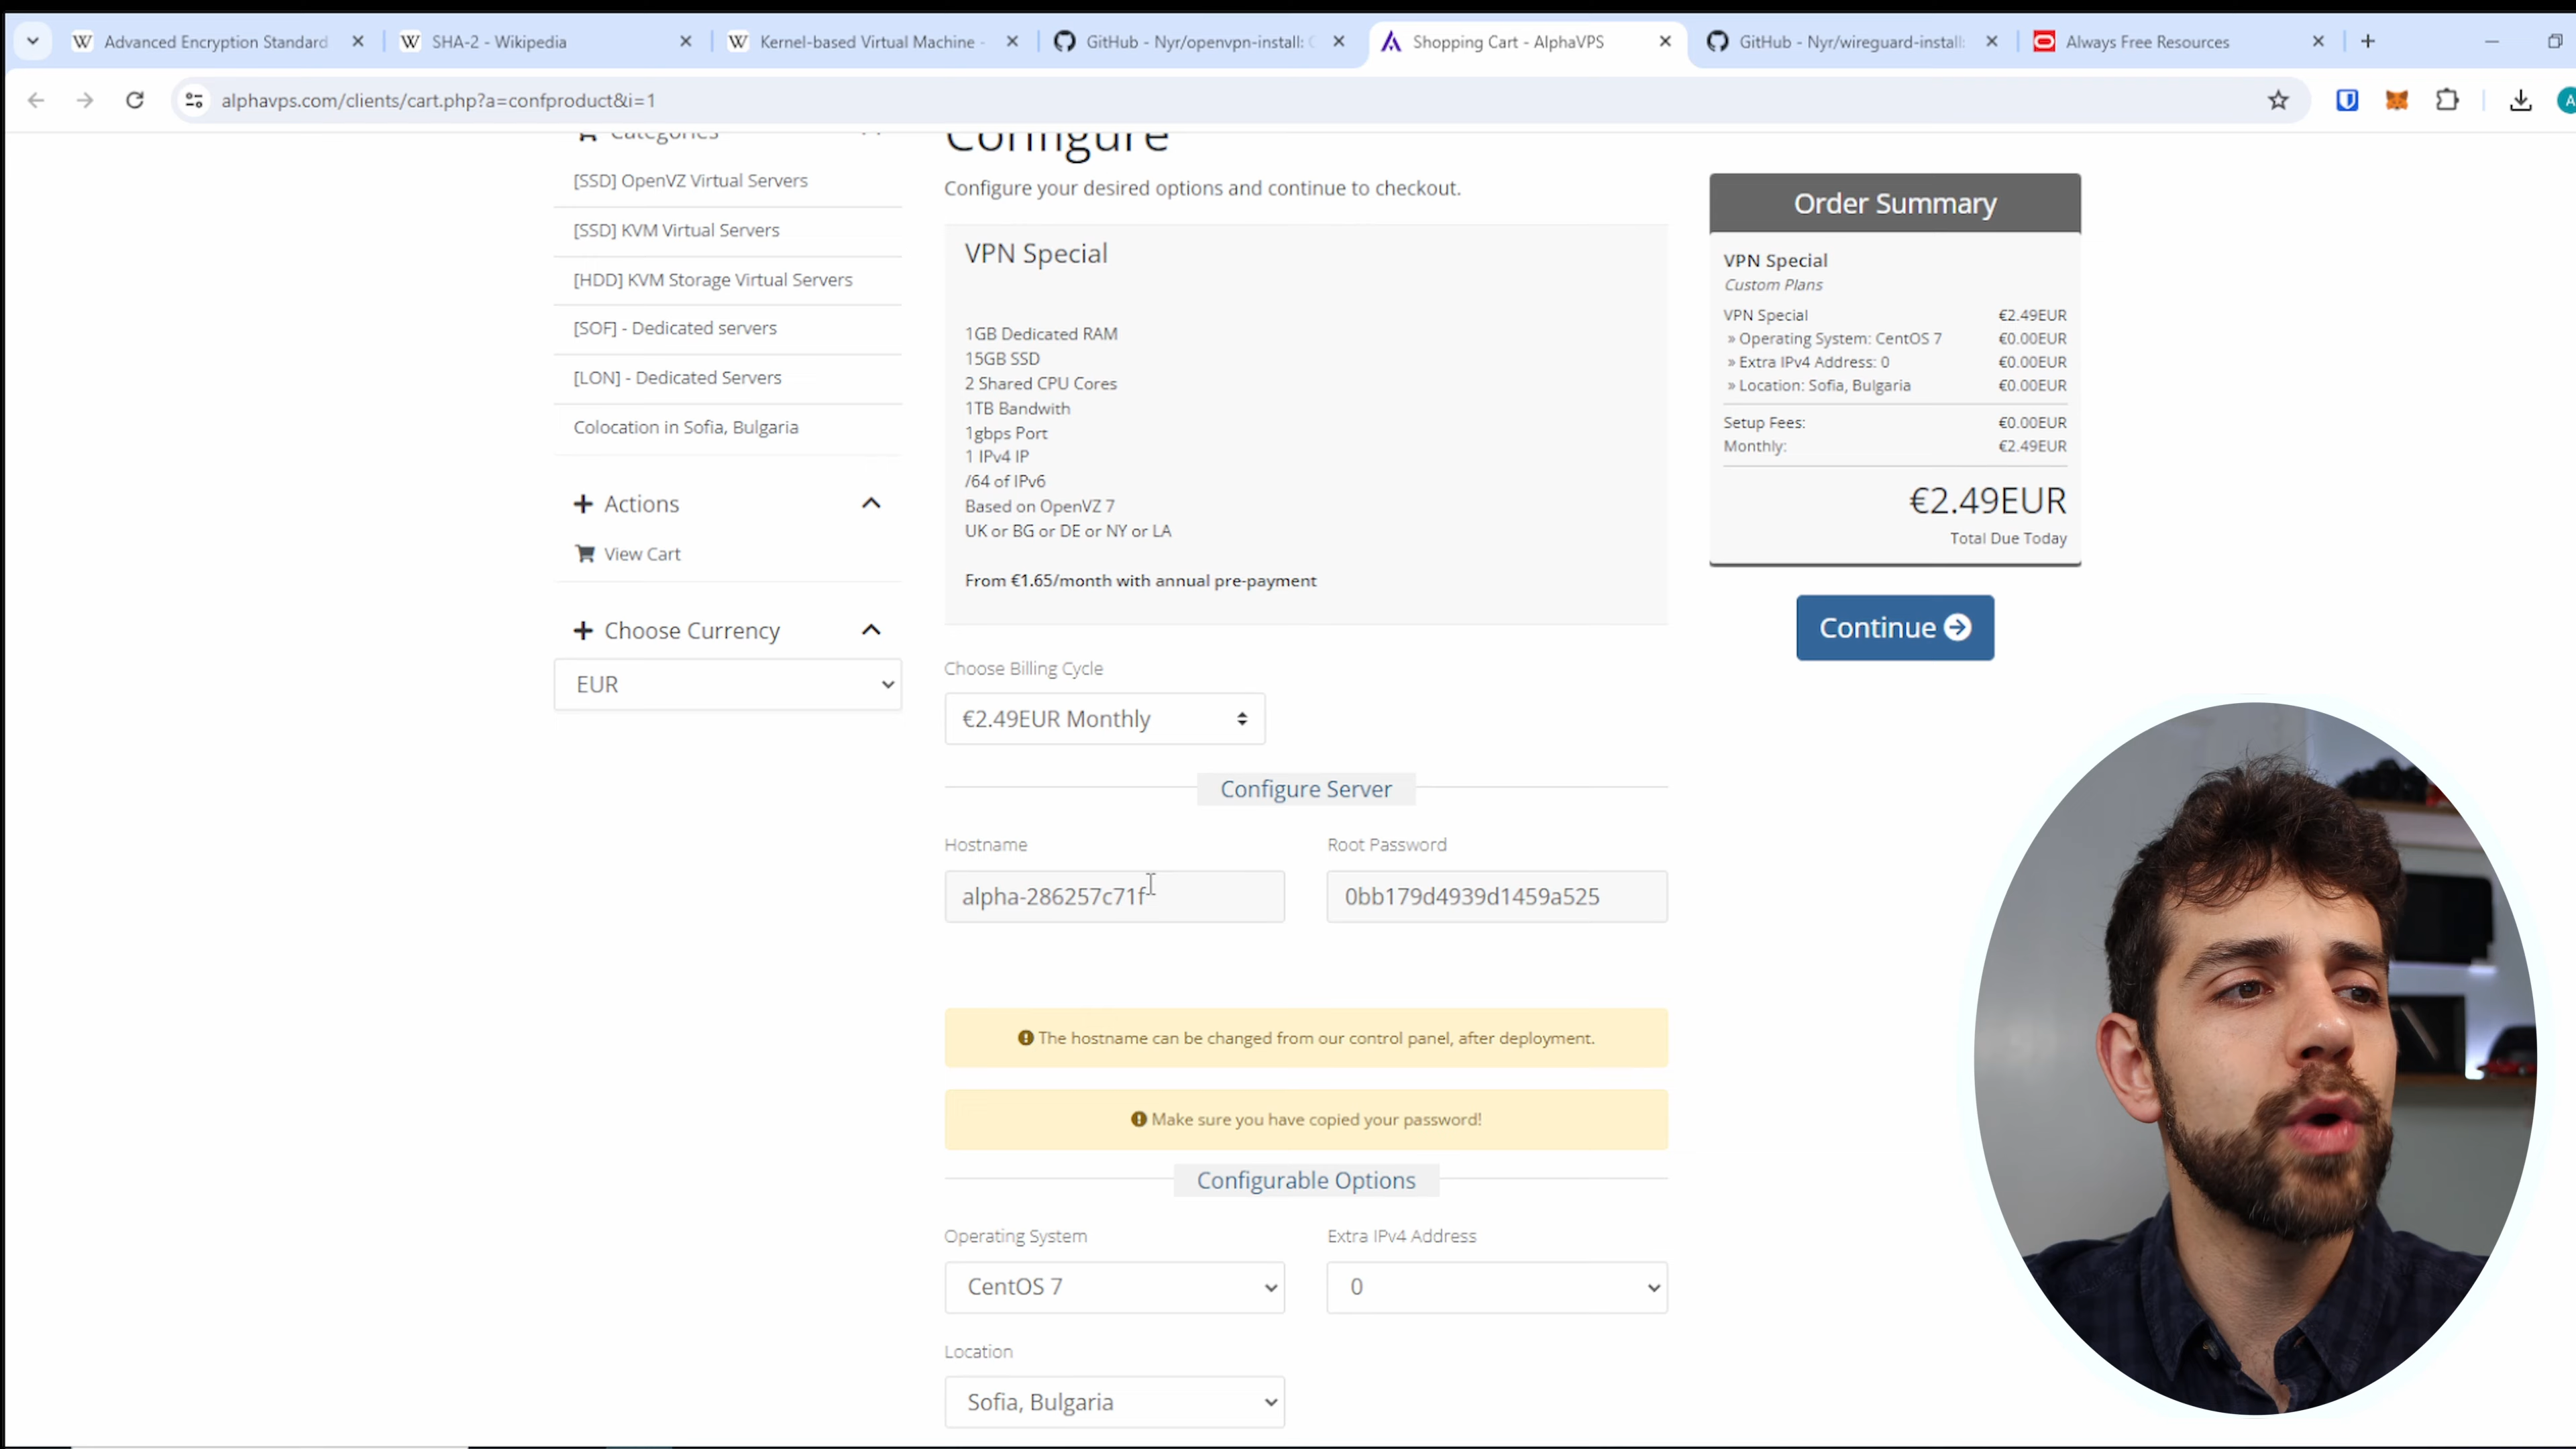 Advanced Encryption Standard
SHA-2 - Wikipedia
Kernel-based Virtual Machine -
GitHub - Nyr/openvpn-install:
Shopping Cart - AlphaVPS
GitHub - Nyr/wireguard-install:
Always Free Resources
alphavps.com/clients/cart.php?a=confproduct&i=1
Categories
[SSD] OpenVZ Virtual Servers
[SSD] KVM Virtual Servers
[HDD] KVM Storage Virtual Servers
[SOF] - Dedicated servers
[LON] - Dedicated Servers
Colocation in Sofia, Bulgaria
Actions
View Cart
Choose Currency
EUR
Configure
Configure your desired options and continue to checkout.
VPN Special
1GB Dedicated RAM
15GB SSD
2 Shared CPU Cores
1TB Bandwith
1gbps Port
1 IPv4 IP
/64 of IPv6
Based on OpenVZ 7
UK or BG or DE or NY or LA
From €1.65/month with annual pre-payment
Choose Billing Cycle
€2.49EUR Monthly
Configure Server
Hostname
Root Password
alpha-286257c71f
0bb179d4939d1459a525
The hostname can be changed from our control panel, after deployment.
Make sure you have copied your password!
Configurable Options
Operating System
Extra IPv4 Address
CentOS 7
0
Location
Sofia, Bulgaria
Order Summary
VPN Special
Custom Plans
VPN Special €2.49EUR
» Operating System: CentOS 7 €0.00EUR
» Extra IPv4 Address: 0 €0.00EUR
» Location: Sofia, Bulgaria €0.00EUR
Setup Fees: €0.00EUR
Monthly: €2.49EUR
€2.49EUR
Total Due Today
Continue